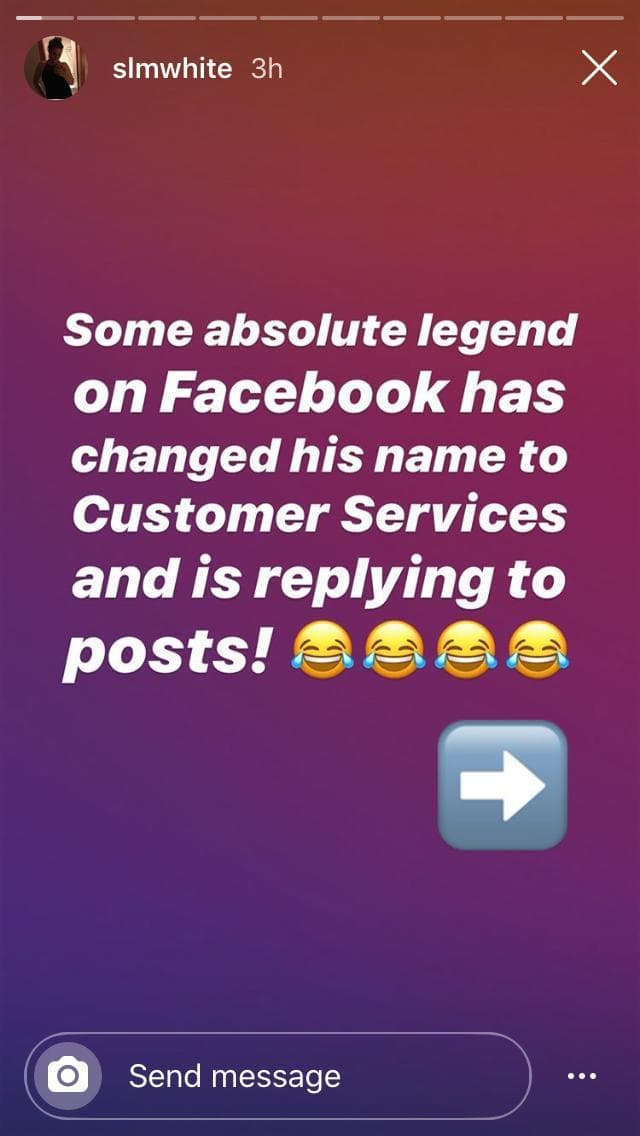 slmwhite 3h
Some absolute legend
on Facebook has
changed his name to
Customer Services
and is replying to
posts! 😂😂😂😂
➡️
Send message